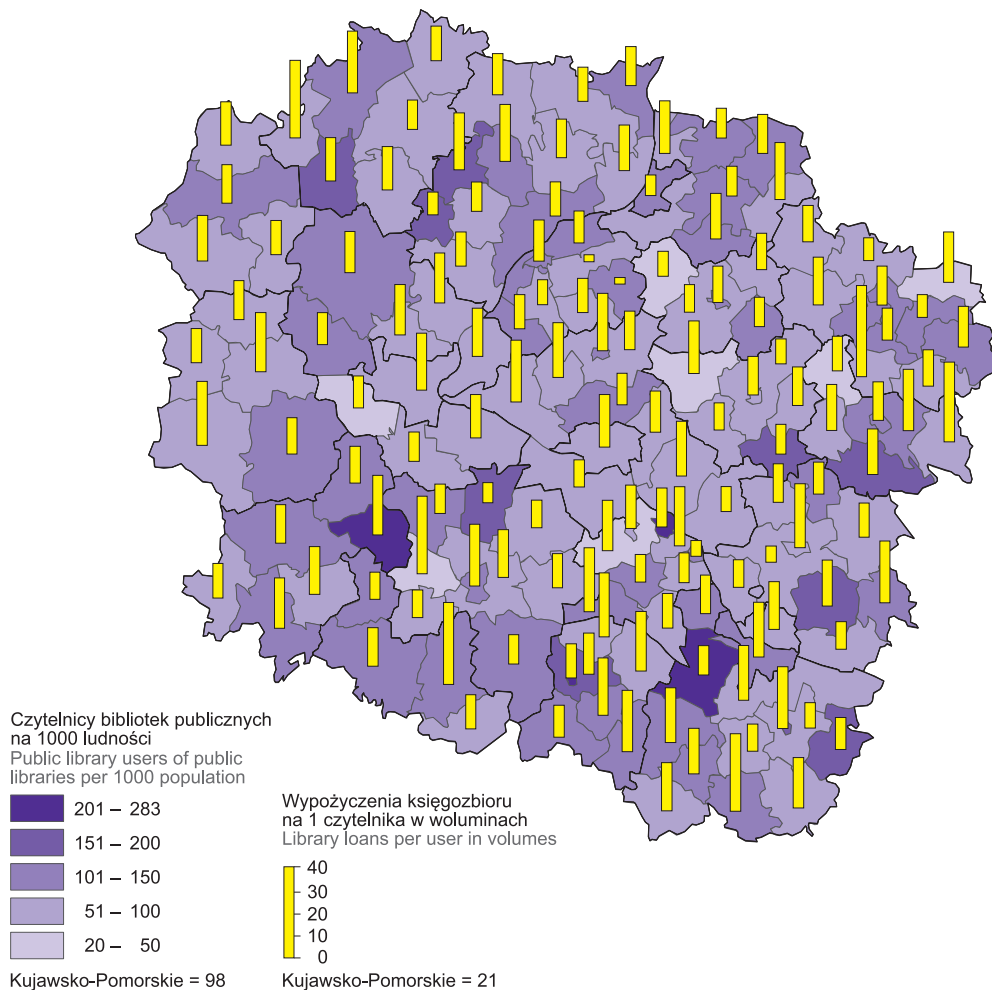 Czytelnicy bibliotek publicznych
na 1000 ludności
Public library users of public
libraries per 1000 population
201 – 283
151 – 200
101 – 150
51 – 100
20 – 50
Kujawsko-Pomorskie = 98
Wypożyczenia księgozbioru
na 1 czytelnika w woluminach
Library loans per user in volumes
40
30
20
10
0
Kujawsko-Pomorskie = 21